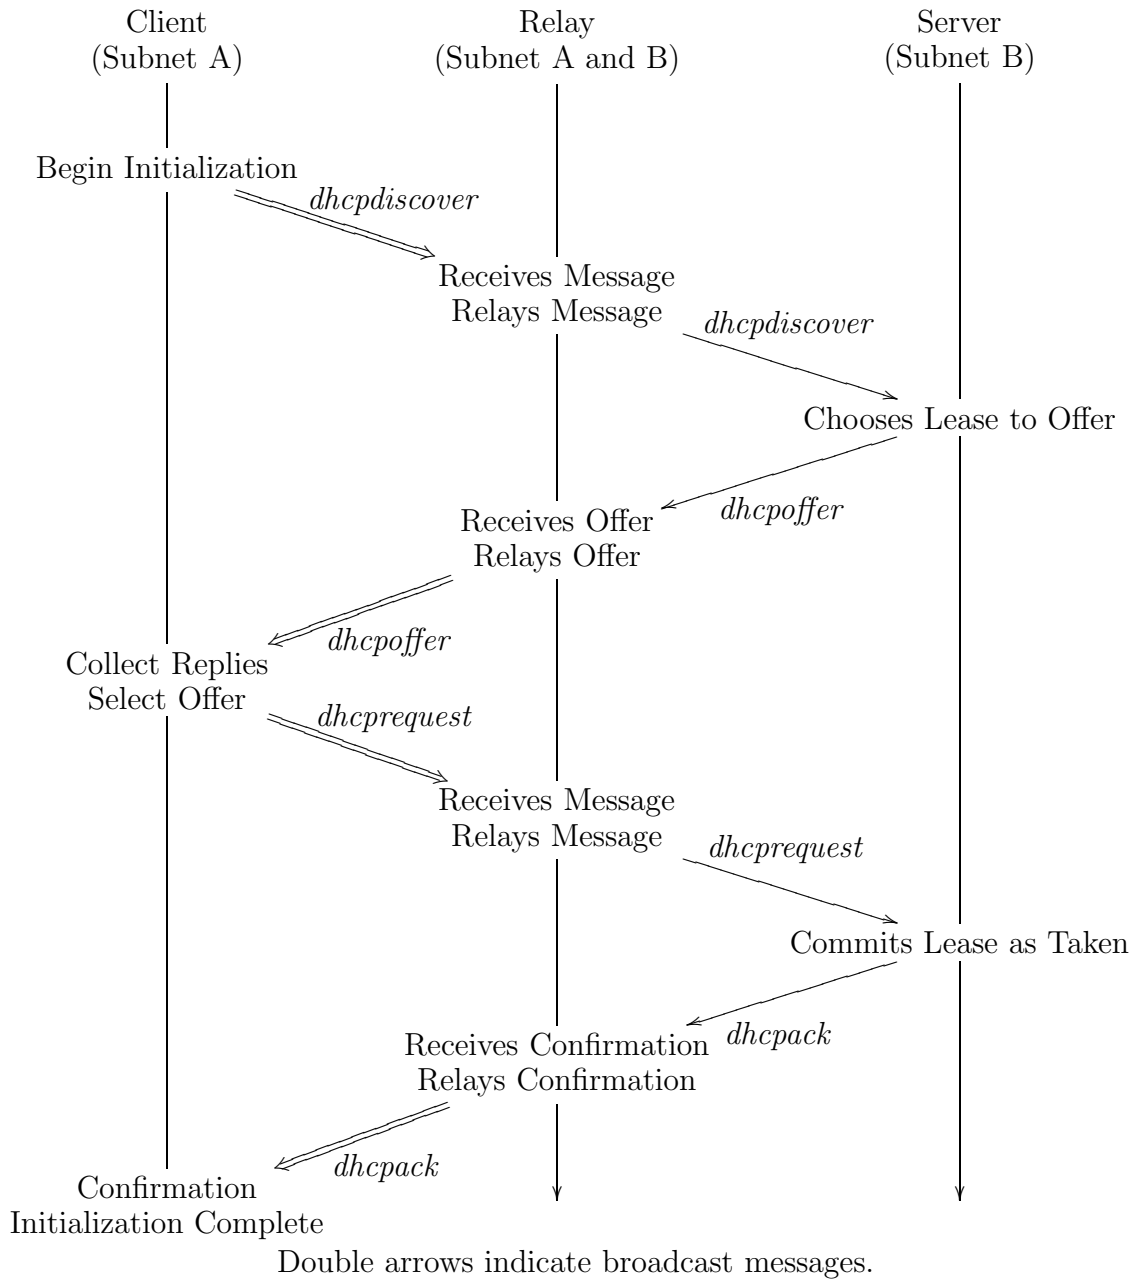 Client
(Subnet A)
Relay
(Subnet A and B)
Server
(Subnet B)
Begin Initialization
dhcpdiscover
Receives Message
Relays Message
dhcpdiscover
Chooses Lease to Offer
dhcpoffer
Receives Offer
Relays Offer
dhcpoffer
Collect Replies
Select Offer
dhcprequest
Receives Message
Relays Message
dhcprequest
Commits Lease as Taken
dhcpack
Receives Confirmation
Relays Confirmation
dhcpack
Confirmation
Initialization Complete
Double arrows indicate broadcast messages.